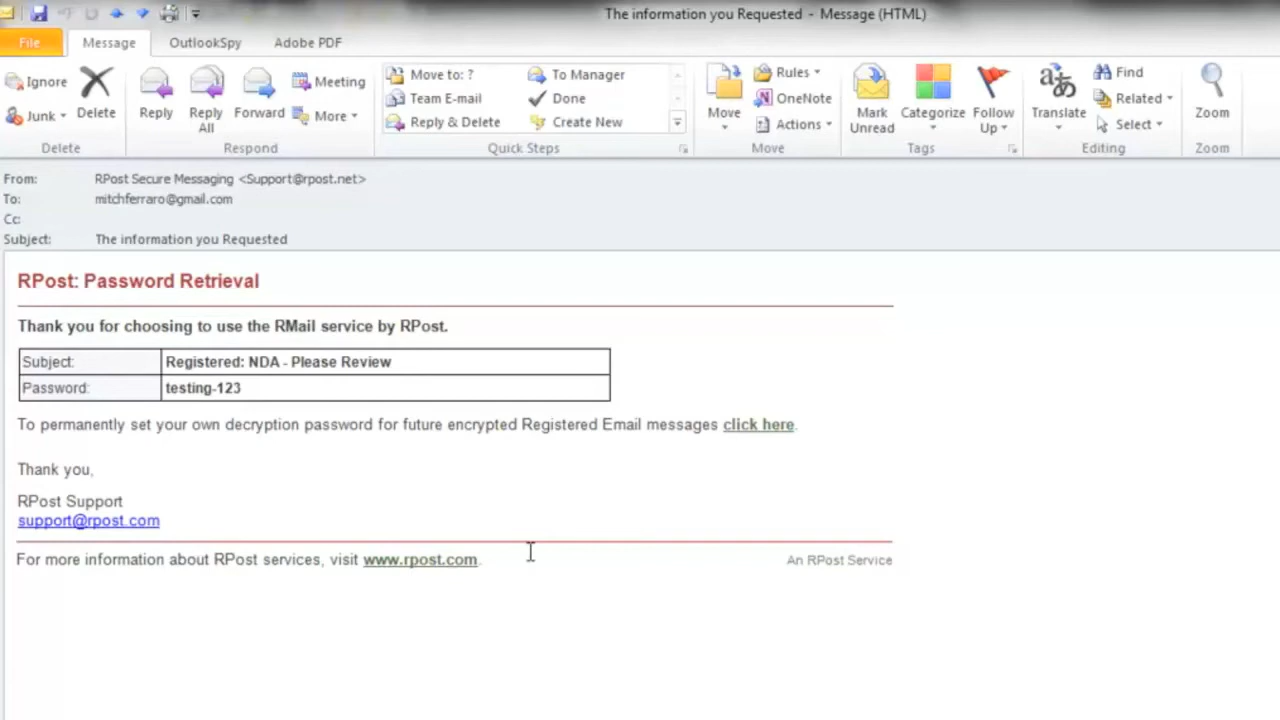 The information you Requested - Message (HTML)
File Message OutlookSpy Adobe PDF
Ignore Junk Delete Reply Reply All Forward Meeting More
Move to: ? To Manager
Team E-mail Done
Reply & Delete Create New
Move Rules OneNote Actions
Mark Unread Categorize Follow Up
Translate Find Related Select Zoom
Delete Respond Quick Steps Move Tags Editing Zoom
From: RPost Secure Messaging <Support@rpost.net>
To: mitchferraro@gmail.com
Cc:
Subject: The information you Requested
RPost: Password Retrieval
Thank you for choosing to use the RMail service by RPost.
Subject: Registered: NDA - Please Review
Password: testing-123
To permanently set your own decryption password for future encrypted Registered Email messages click here.
Thank you,
RPost Support
support@rpost.com
For more information about RPost services, visit www.rpost.com. An RPost Service